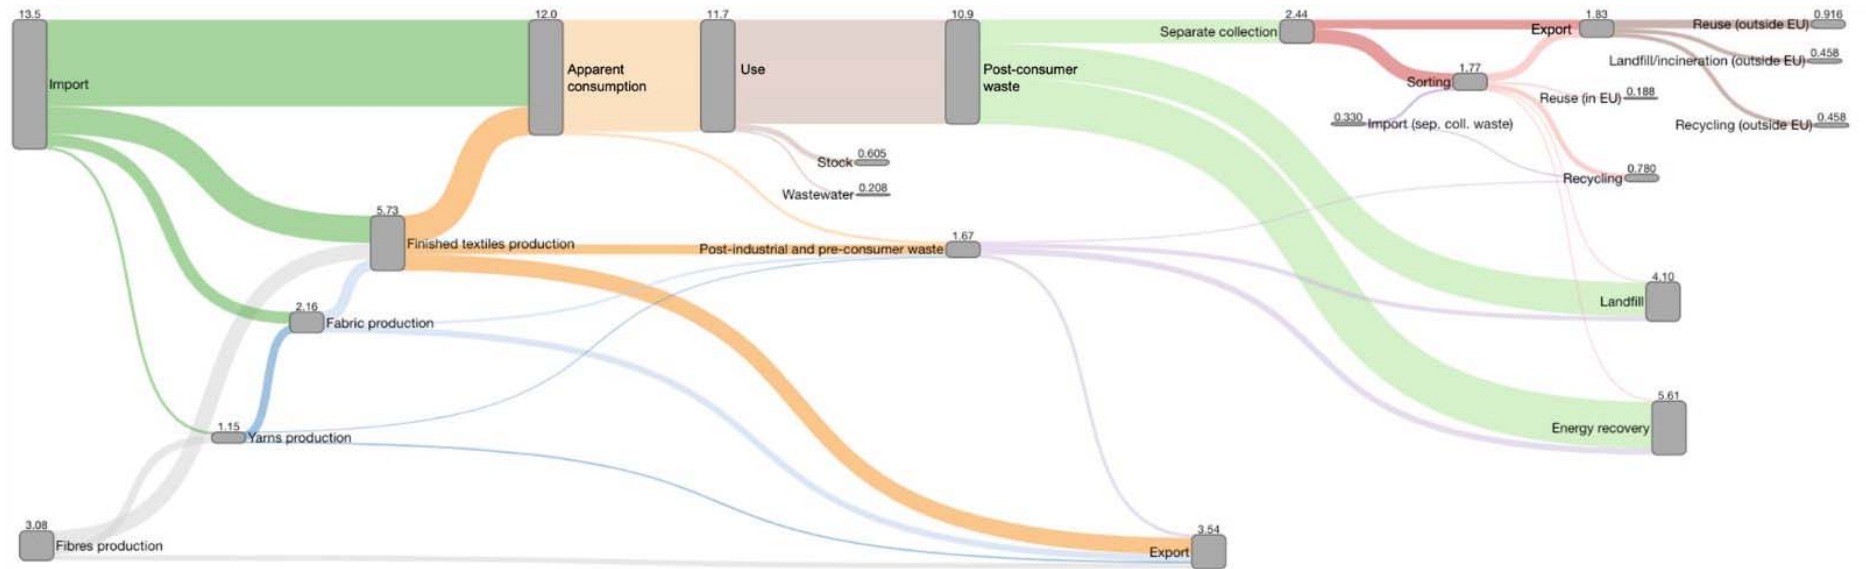 13.5
Import
12.0
Apparent
consumption
11.7
Use
10.9
Post-consumer
waste
2.44
Separate collection
1.83
Export
0.916
Reuse (outside EU)
0.458
Landfill/incineration (outside EU)
1.77
Sorting
0.188
Reuse (in EU)
0.330
Import (sep. coll. waste)
0.458
Recycling (outside EU)
0.605
Stock
0.208
Wastewater
0.780
Recycling
5.73
Finished textiles production
1.67
Post-industrial and pre-consumer waste
4.10
Landfill
2.16
Fabric production
5.61
Energy recovery
1.15
Yarns production
3.08
Fibres production
3.54
Export